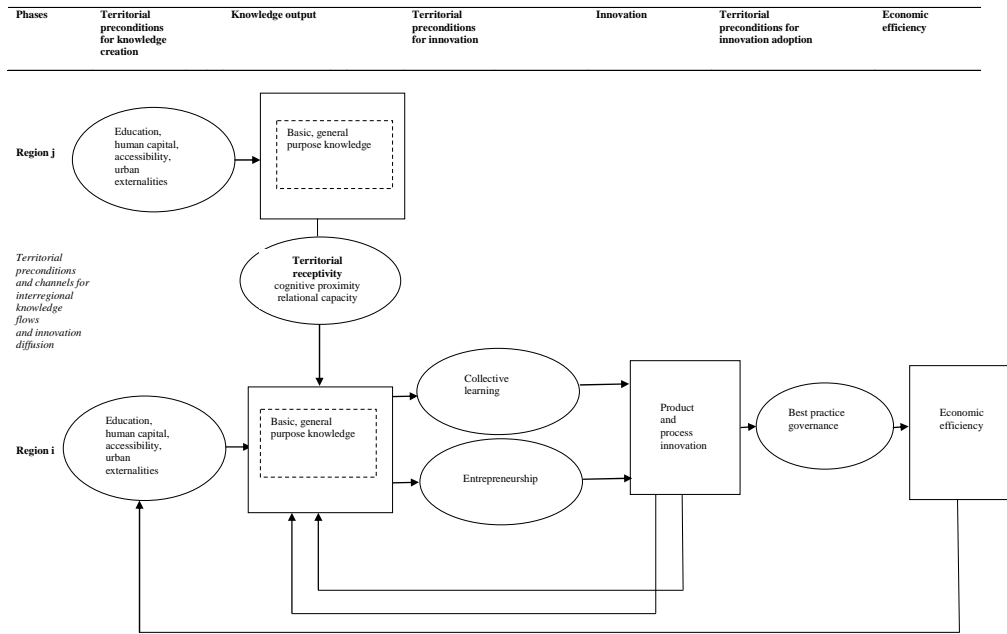 Phases
Territorial
preconditions
for knowledge
creation
Knowledge output
Territorial
preconditions
for innovation
Innovation
Territorial
preconditions for
innovation adoption
Economic
efficiency
Region j
Education,
human capital,
accessibility,
urban
externalities
Basic, general
purpose knowledge
Territorial
preconditions
and channels for
interregional
knowledge
flows
and innovation
diffusion
Territorial
receptivity
cognitive proximity
relational capacity
Region i
Education,
human capital,
accessibility,
urban
externalities
Basic, general
purpose knowledge
Collective
learning
Entrepreneurship
Product
and
process
innovation
Best practice
governance
Economic
efficiency